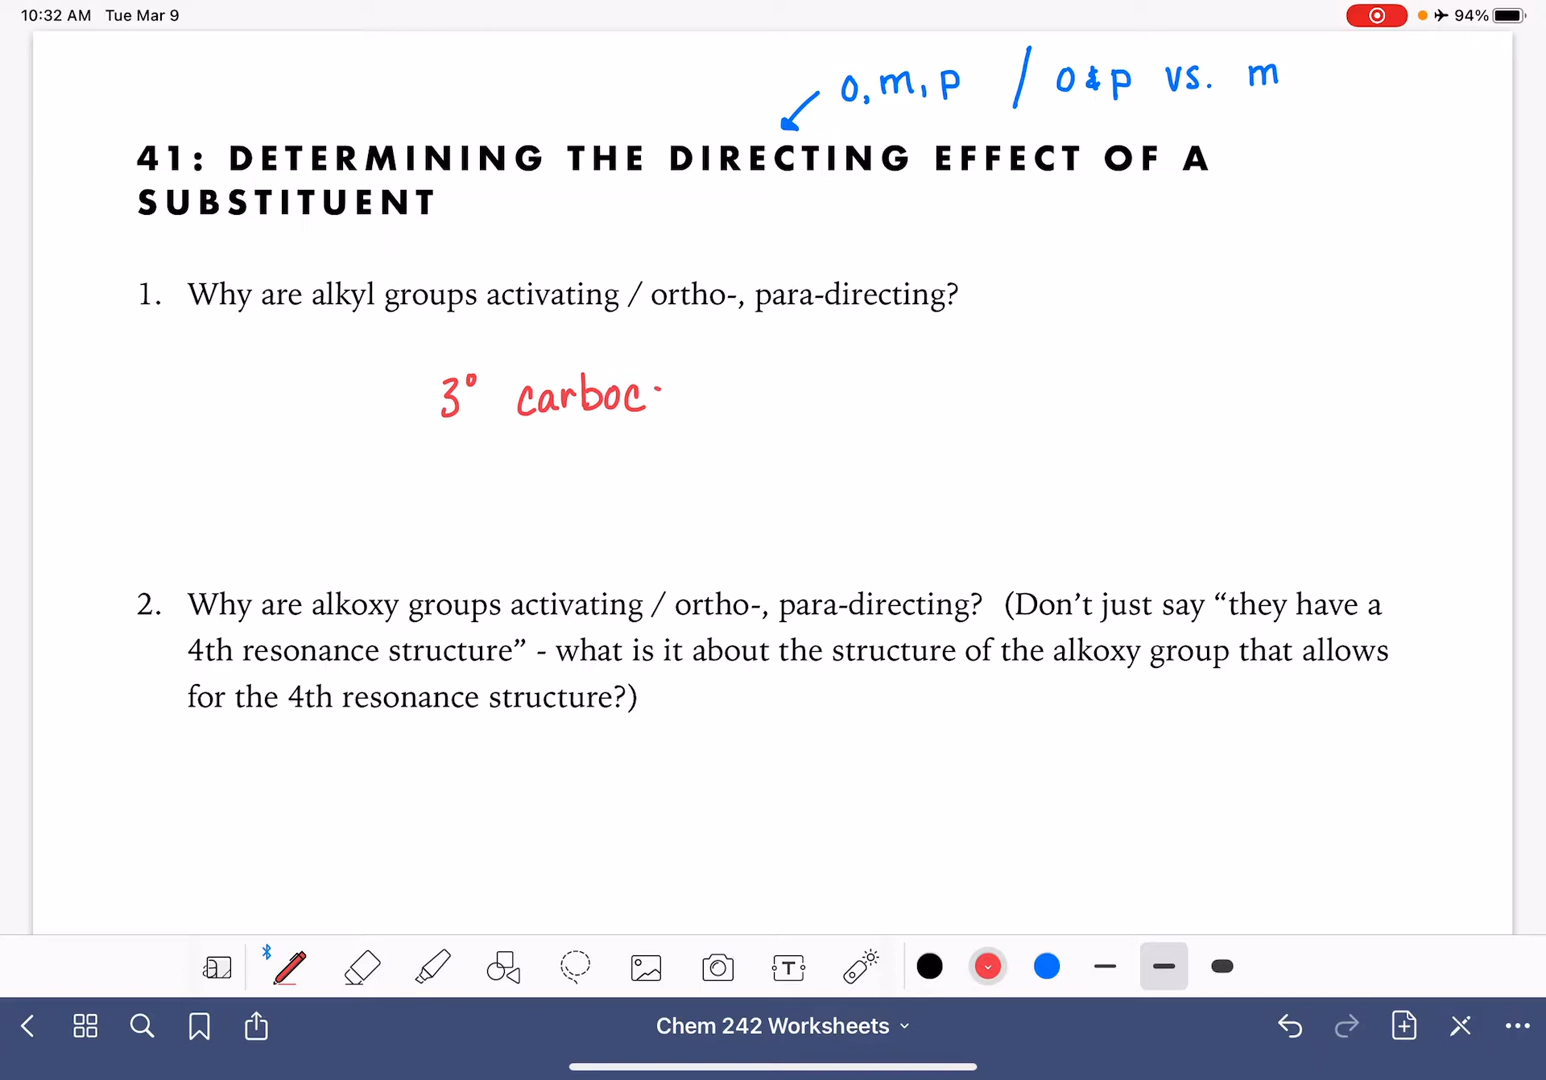 10:32 AM Tue Mar 9
94%
o, m, p / o & p vs. m
41: DETERMINING THE DIRECTING EFFECT OF A
SUBSTITUENT
1. Why are alkyl groups activating / ortho-, para-directing?
3° carboc
2. Why are alkoxy groups activating / ortho-, para-directing? (Don’t just say “they have a
4th resonance structure” - what is it about the structure of the alkoxy group that allows
for the 4th resonance structure?)
Chem 242 Worksheets